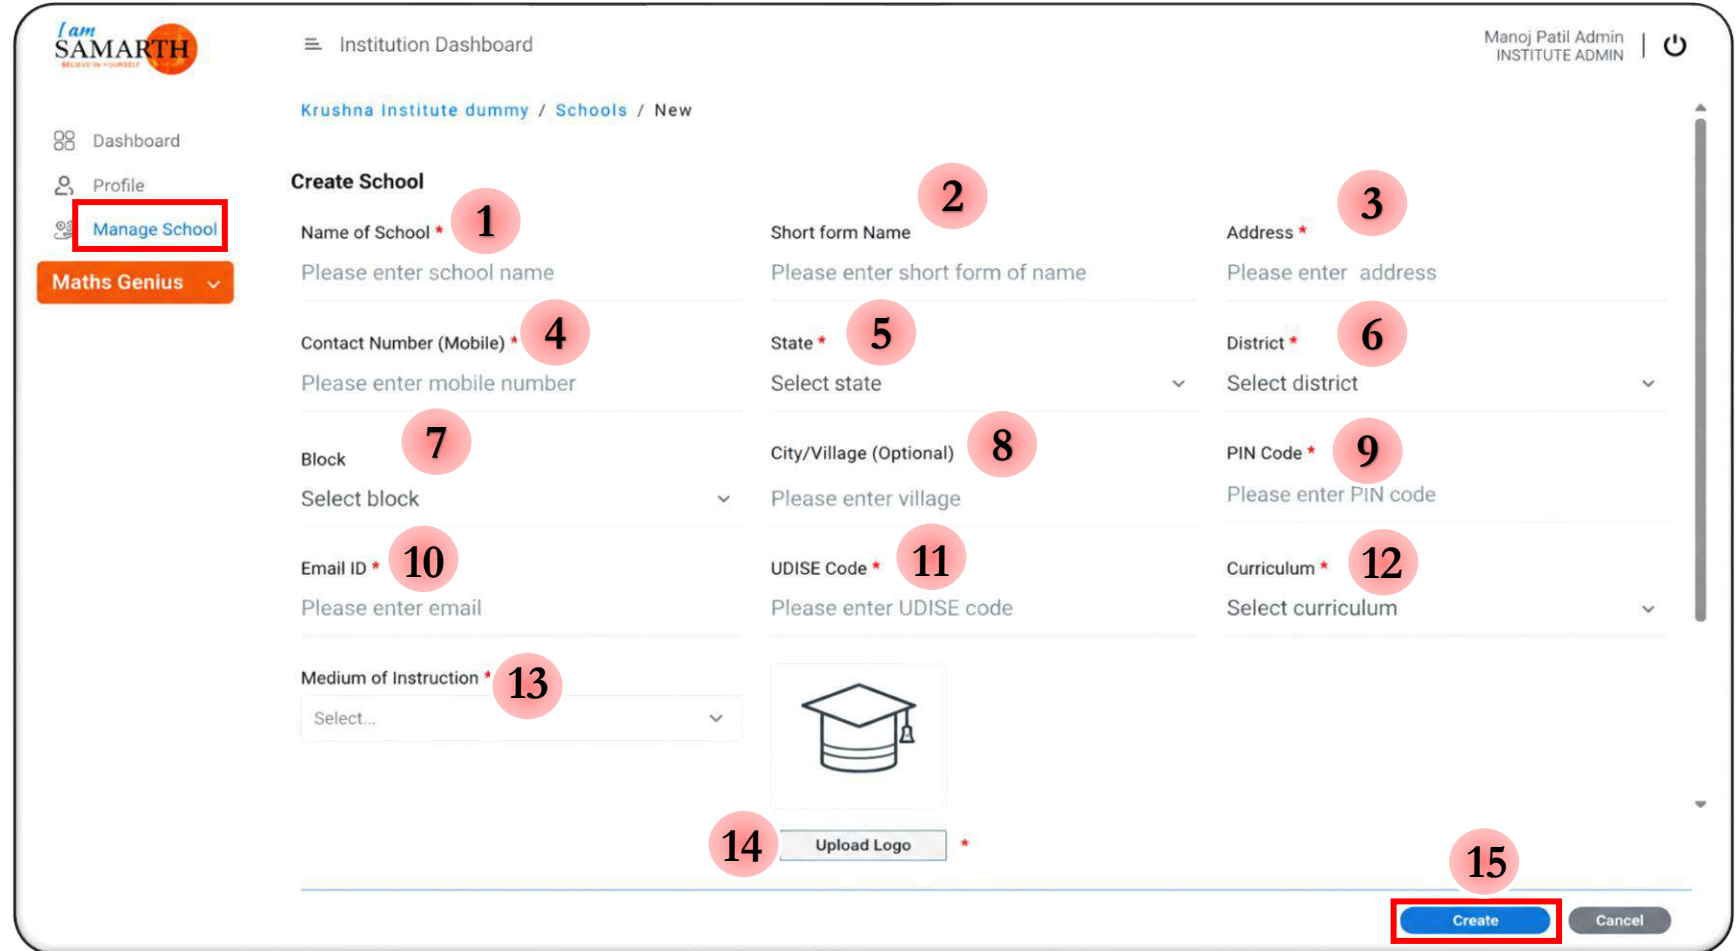 I am
SAMARTH
BELIEVE IN YOURSELF
Institution Dashboard
Manoj Patil Admin
INSTITUTE ADMIN
Dashboard
Profile
Manage School
Maths Genius
Krushna Institute dummy / Schools / New
Create School
1 2 3
Name of School * Short form Name Address *
Please enter school name Please enter short form of name Please enter address
4 5 6
Contact Number (Mobile) * State * District *
Please enter mobile number Select state Select district
7 8 9
Block City/Village (Optional) PIN Code *
Select block Please enter village Please enter PIN code
10 11 12
Email ID * UDISE Code * Curriculum *
Please enter email Please enter UDISE code Select curriculum
Medium of Instruction * 13
Select...
14 Upload Logo *
15
Create Cancel